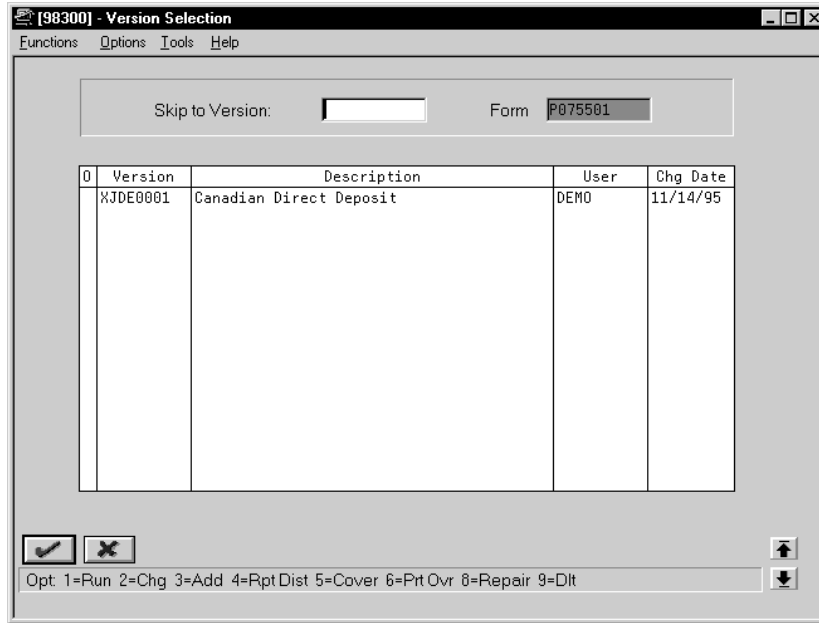 [98300] - Version Selection
Functions Options Tools Help
Skip to Version: Form P075501
O Version Description User Chg Date
XJDE0001 Canadian Direct Deposit DEMO 11/14/95
Opt: 1=Run 2=Chg 3=Add 4=Rpt Dist 5=Cover 6=Prt Ovr 8=Repair 9=Dlt